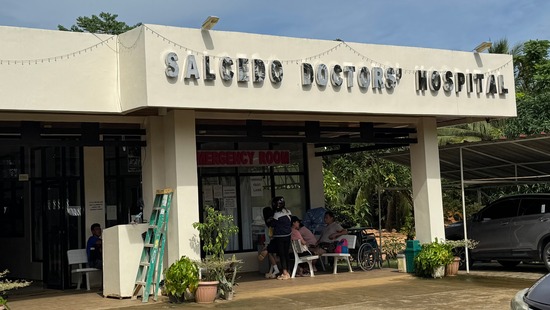 SALCEDO DOCTORS' HOSPITAL
EMERGENCY ROOM